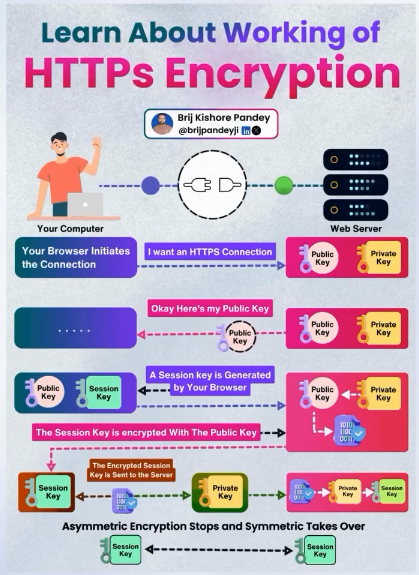 Learn About Working of
HTTPs Encryption
Brij Kishore Pandey
@brijpandeyji in X
Your Computer
Web Server
Your Browser Initiates
the Connection
I want an HTTPS Connection
Public
Key
Private
Key
Okay Here's my Public Key
Public
Key
Public
Key
Private
Key
Public
Key
Session
Key
A Session key is Generated
by Your Browser
Public
Key
Private
Key
The Session Key is encrypted With The Public Key
Session
Key
The Encrypted Session
Key is Sent to the Server
Private
Key
Private
Key
Session
Key
Asymmetric Encryption Stops and Symmetric Takes Over
Session
Key
Session
Key